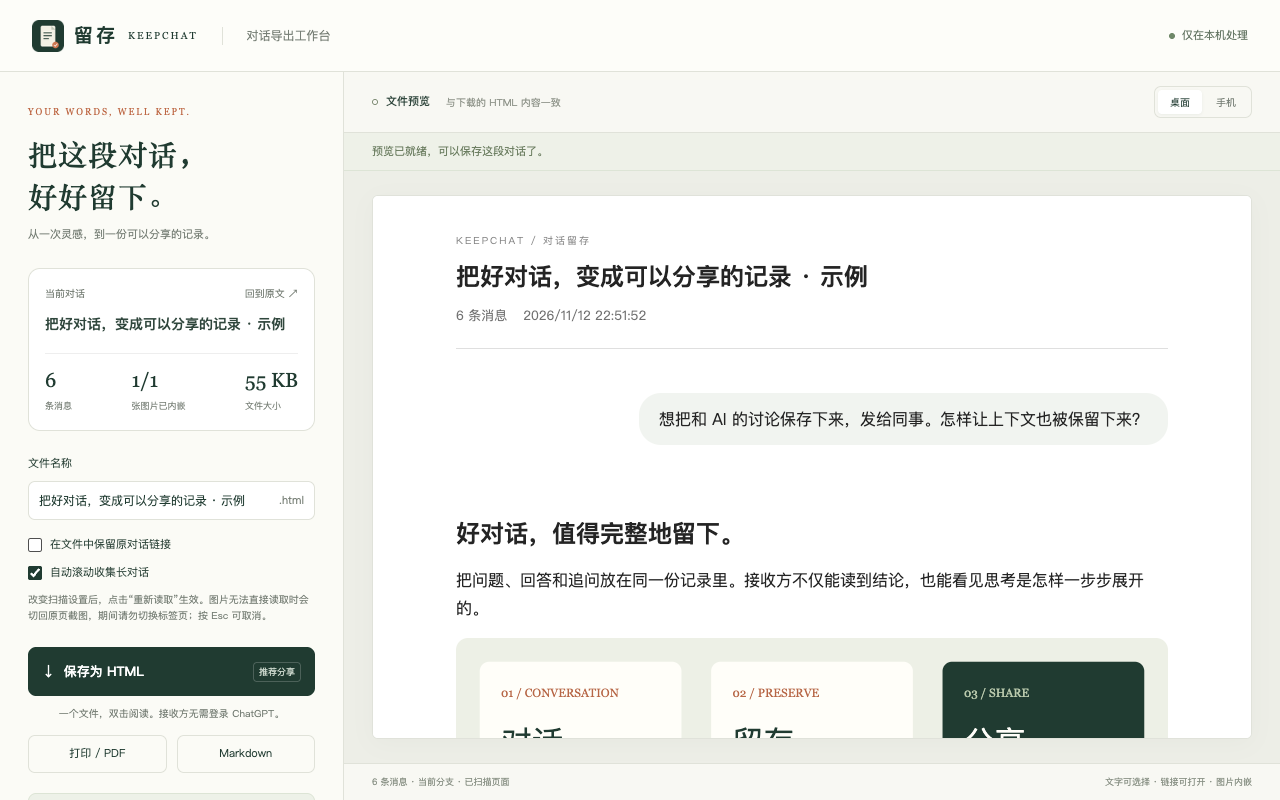 留存 KEEPCHAT 对话导出工作台
仅在本机处理
YOUR WORDS, WELL KEPT.
把这段对话，
好好留下。
从一次灵感，到一份可以分享的记录。
当前对话 回到原文 ↗
把好对话，变成可以分享的记录 · 示例
6 1/1 55 KB
条消息 张图片已内嵌 文件大小
文件名称
把好对话，变成可以分享的记录 · 示例 .html
在文件中保留原对话链接
自动滚动收集长对话
改变扫描设置后，点击“重新读取”生效。图片无法直接读取时会
切回原页截图，期间请勿切换标签页；按 Esc 可取消。
↓ 保存为 HTML 推荐分享
一个文件，双击阅读。接收方无需登录 ChatGPT。
打印 / PDF Markdown
文件预览 与下载的 HTML 内容一致
桌面 手机
预览已就绪，可以保存这段对话了。
KEEPCHAT / 对话留存
把好对话，变成可以分享的记录 · 示例
6 条消息 2026/11/12 22:51:52
想把和 AI 的讨论保存下来，发给同事。怎样让上下文也被保留下来？
好对话，值得完整地留下。
把问题、回答和追问放在同一份记录里。接收方不仅能读到结论，也能看见思考是怎样一步步展开
的。
01 / CONVERSATION 02 / PRESERVE 03 / SHARE
对话 留存 分享
6 条消息 · 当前分支 · 已扫描页面
文字可选择 · 链接可打开 · 图片内嵌